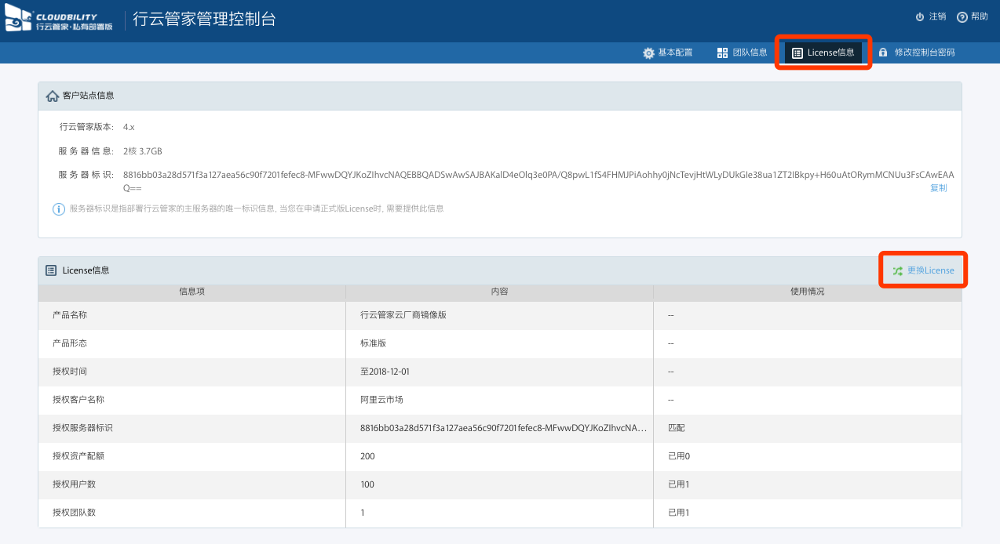 CLOUDBILITY
行云管家·私有部署版
行云管家管理控制台
注销 帮助
基本配置 团队信息 License信息 修改控制台密码
客户站点信息
行云管家版本: 4.x
服务器信息: 2核 3.7GB
服务器标识: 8816bb03a28d571f3a127aea56c90f7201fefec8-MFwwDQYJKoZIhvcNAQEBBQADSwAwSAJBAKalD4eOlq3e0PA/Q8pwL1fS4FHMJPiAohhy0jNcTevjHtWLyDUkGIe38ua1ZT2lBkpy+H60uAtORymMCNUu3FsCAwEAA
Q==
复制
服务器标识是指部署行云管家的主服务器的唯一标识信息, 当您在申请正式版License时, 需要提供此信息
License信息 更换License
信息项 内容 使用情况
产品名称 行云管家云厂商镜像版 --
产品形态 标准版 --
授权时间 至2018-12-01 --
授权客户名称 阿里云市场 --
授权服务器标识 8816bb03a28d571f3a127aea56c90f7201fefec8-MFwwDQYJKoZIhvcNA... 匹配
授权资产配额 200 已用0
授权用户数 100 已用1
授权团队数 1 已用1